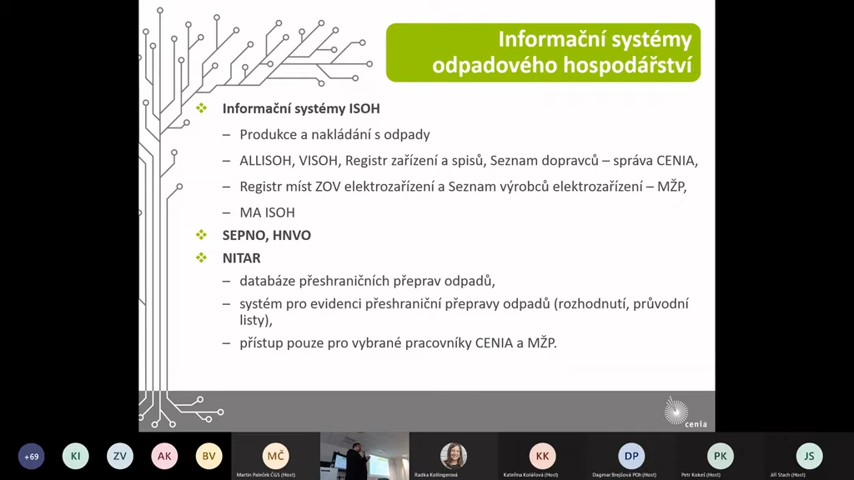 Informační systémy
odpadového hospodářství
Informační systémy ISOH
– Produkce a nakládání s odpady
– ALLISOH, VISOH, Registr zařízení a spisů, Seznam dopravců – správa CENIA,
– Registr míst ZOV elektrozařízení a Seznam výrobců elektrozařízení – MŽP,
– MA ISOH
SEPNO, HNVO
NITAR
– databáze přeshraničních přeprav odpadů,
– systém pro evidenci přeshraniční přepravy odpadů (rozhodnutí, průvodní
listy),
– přístup pouze pro vybrané pracovníky CENIA a MŽP.
cenia
+69 KI ZV AK BV MČ KK DP PK JS
Martin Paleček ČGS (Host) Radka Kollingerová Kateřina Kolářová (Host) Dagmar Brejšová POh (Host) Petr Kokeš (Host) Jiří Stach (Host)